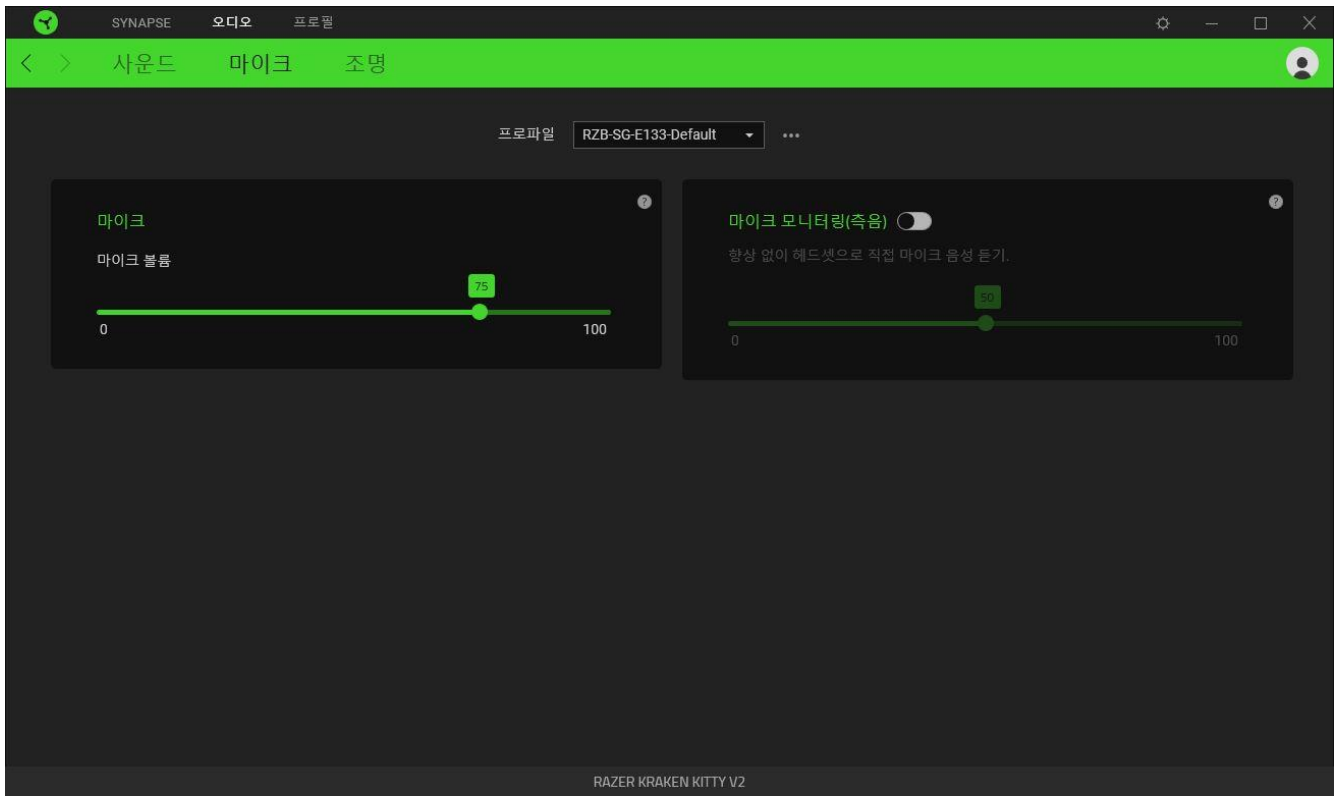 SYNAPSE 오디오 프로필
사운드 마이크 조명
프로파일 RZB-SG-E133-Default
마이크
마이크 볼륨
75
0 100
마이크 모니터링(측음)
향상 없이 헤드셋으로 직접 마이크 음성 듣기.
50
0 100
RAZER KRAKEN KITTY V2